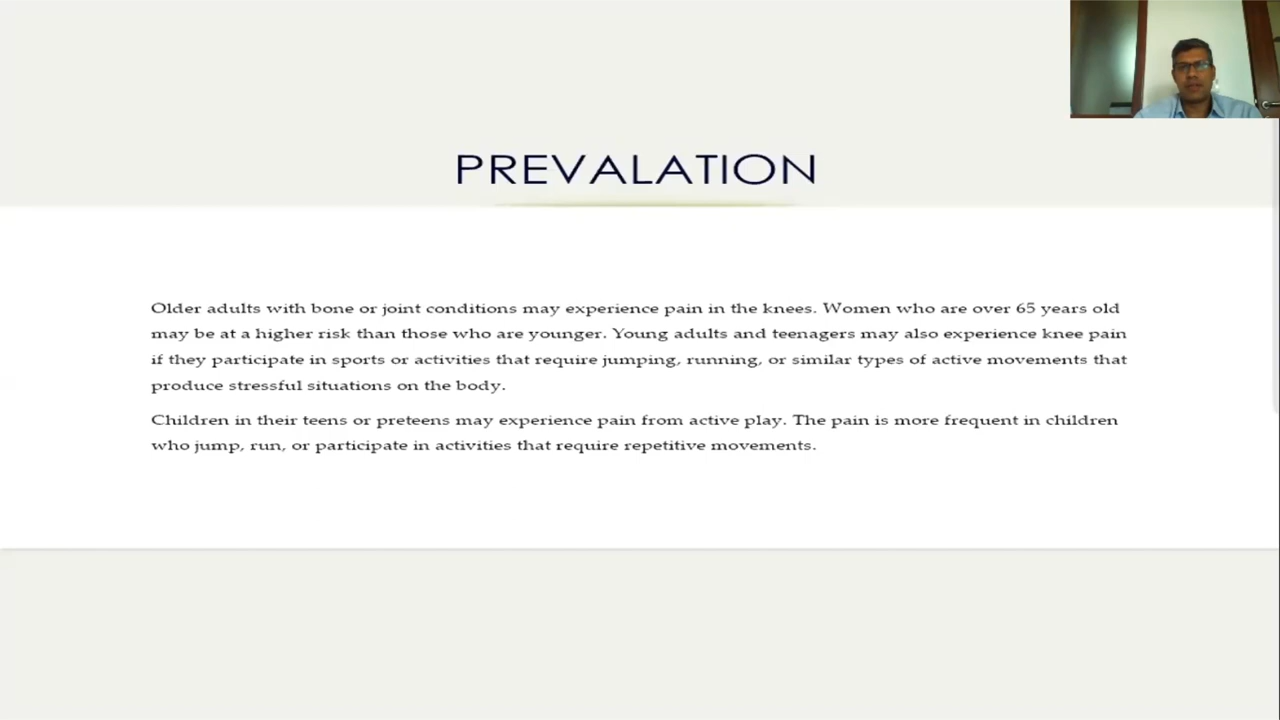 PREVALATION
Older adults with bone or joint conditions may experience pain in the knees. Women who are over 65 years old
may be at a higher risk than those who are younger. Young adults and teenagers may also experience knee pain
if they participate in sports or activities that require jumping, running, or similar types of active movements that
produce stressful situations on the body.
Children in their teens or preteens may experience pain from active play. The pain is more frequent in children
who jump, run, or participate in activities that require repetitive movements.